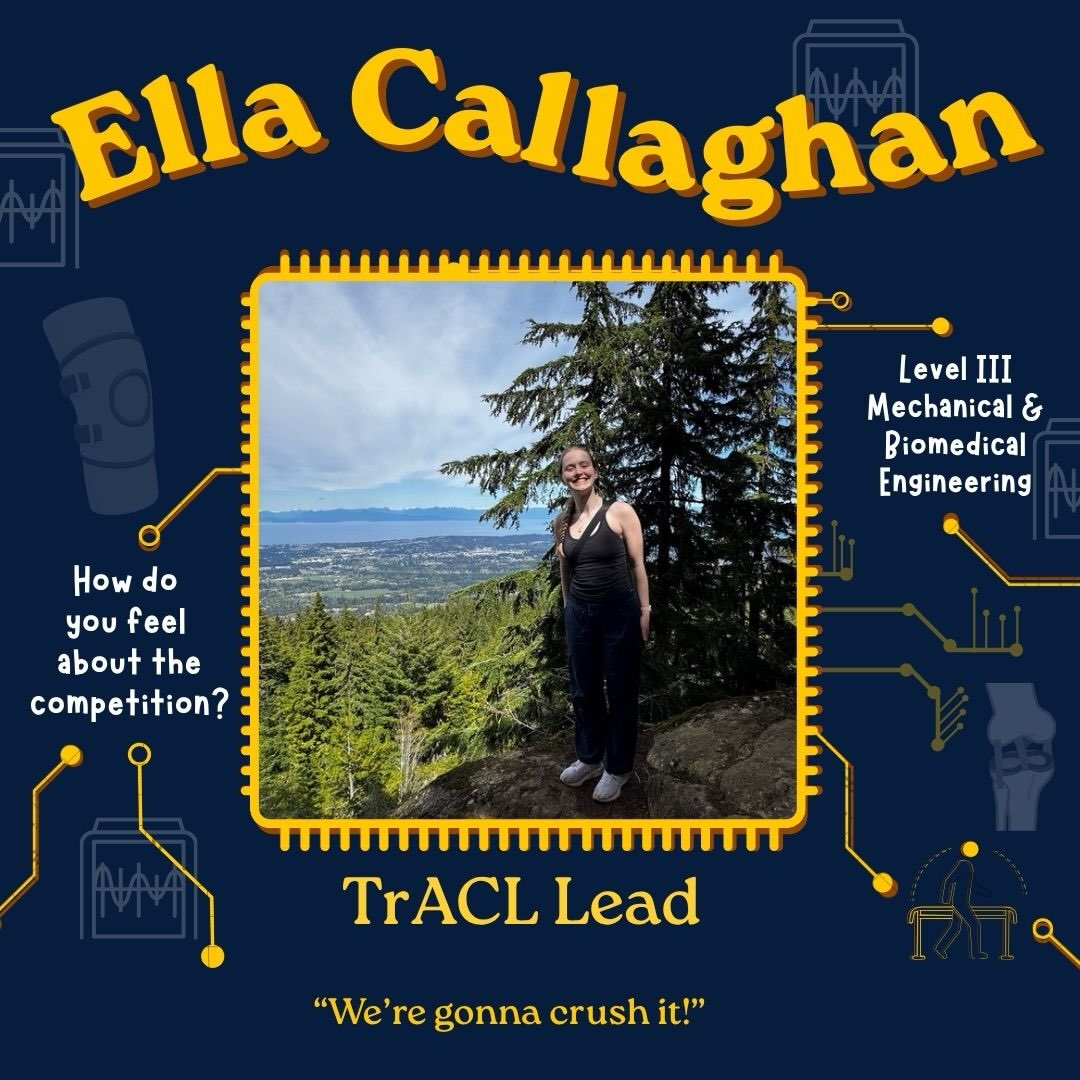 Ella Callaghan
Level III
Mechanical &
Biomedical
Engineering
How do
you feel
about the
competition?
TrACL Lead
“We’re gonna crush it!”